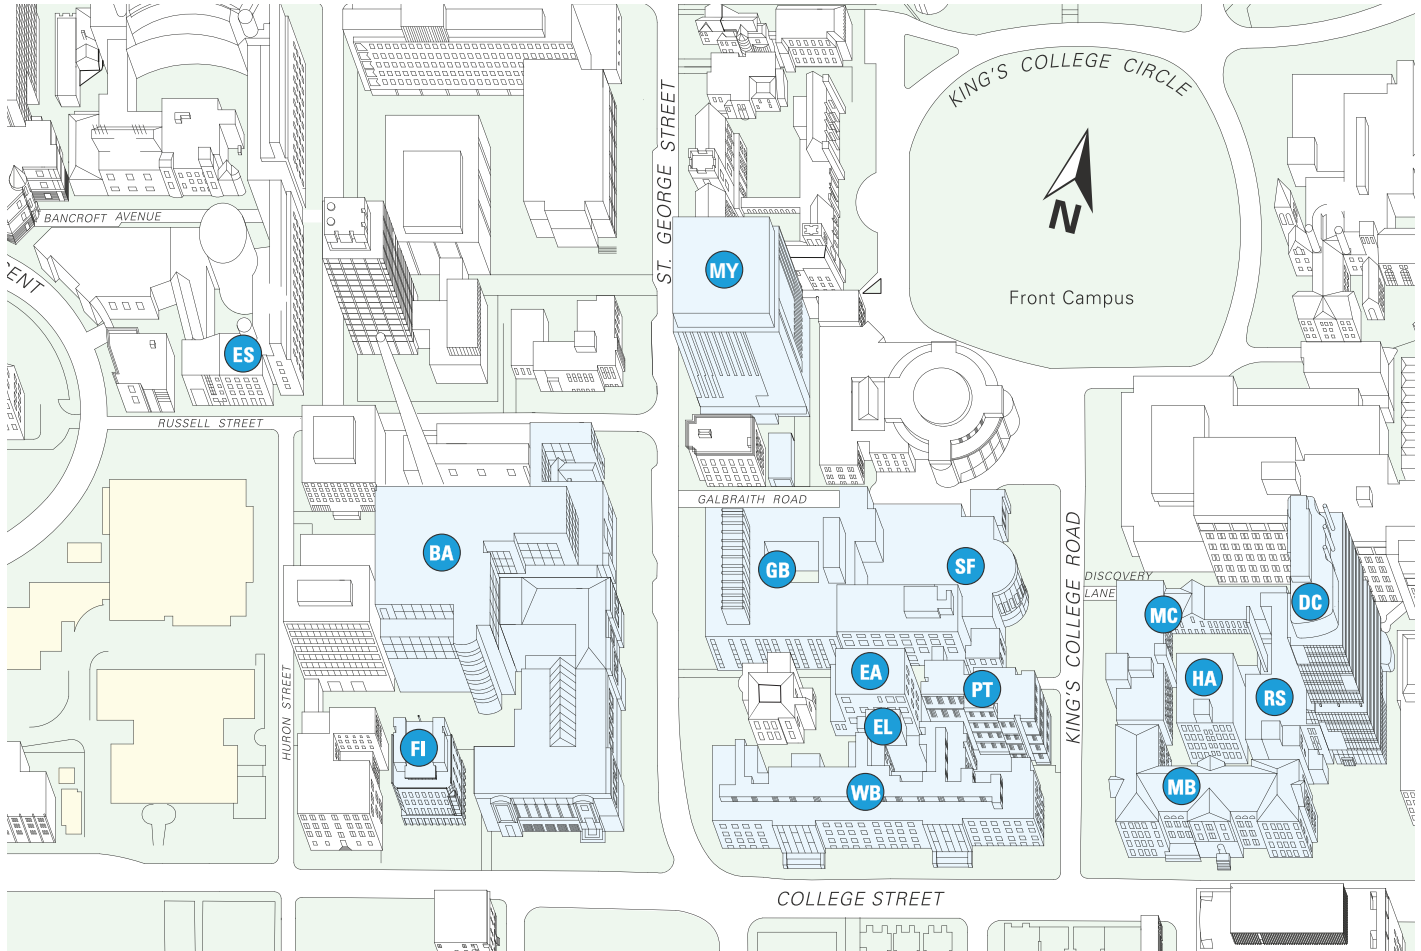 KING'S COLLEGE CIRCLE
ST. GEORGE STREET
N
BANCROFT AVENUE
MY
CENT
Front Campus
ES
RUSSELL STREET
GALBRAITH ROAD
KING'S COLLEGE ROAD
BA
GB
SF
DISCOVERY
LANE
DC
MC
HURON STREET
EA
PT
HA
RS
EL
FI
WB
MB
COLLEGE STREET